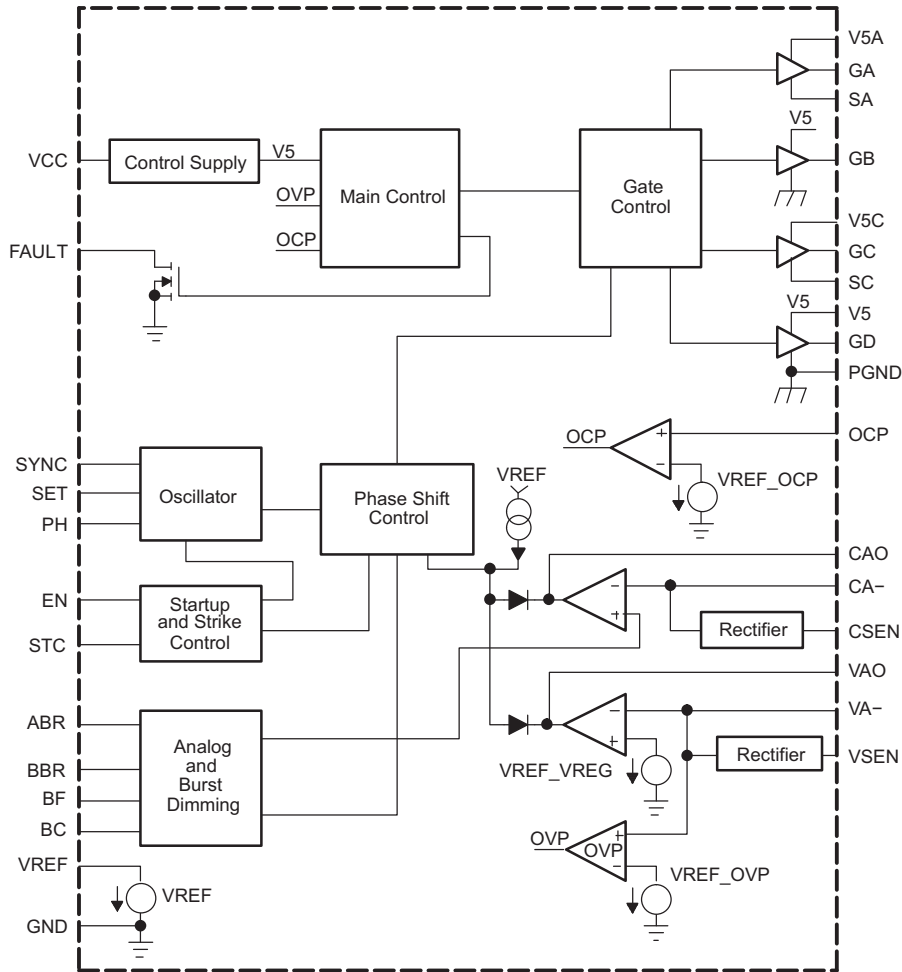 V5A
GA
SA
V5
GB
VCC
Control Supply
V5
OVP
OCP
Main Control
Gate
Control
V5C
GC
SC
FAULT
V5
V5
GD
PGND
OCP
OCP
+
−
VREF_OCP
SYNC
SET
PH
Oscillator
Phase Shift
Control
VREF
CAO
CA−
−
+
Rectifier
CSEN
EN
STC
Startup
and Strike
Control
VAO
VA−
−
+
VREF_VREG
Rectifier
VSEN
ABR
BBR
BF
BC
Analog
and
Burst
Dimming
OVP
OVP
+
−
VREF_OVP
VREF
VREF
GND